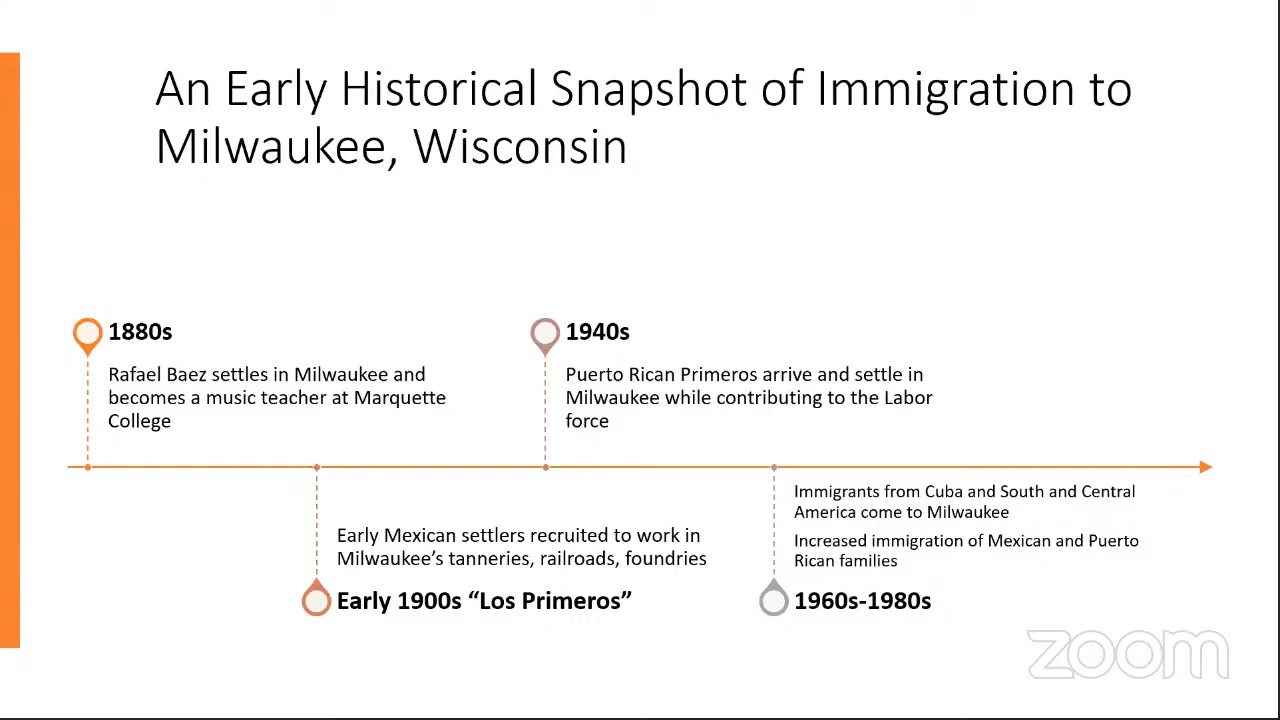 An Early Historical Snapshot of Immigration to
Milwaukee, Wisconsin
1880s
Rafael Baez settles in Milwaukee and
becomes a music teacher at Marquette
College
Early Mexican settlers recruited to work in
Milwaukee’s tanneries, railroads, foundries
Early 1900s “Los Primeros”
1940s
Puerto Rican Primeros arrive and settle in
Milwaukee while contributing to the Labor
force
Immigrants from Cuba and South and Central
America come to Milwaukee
Increased immigration of Mexican and Puerto
Rican families
1960s-1980s
zoom